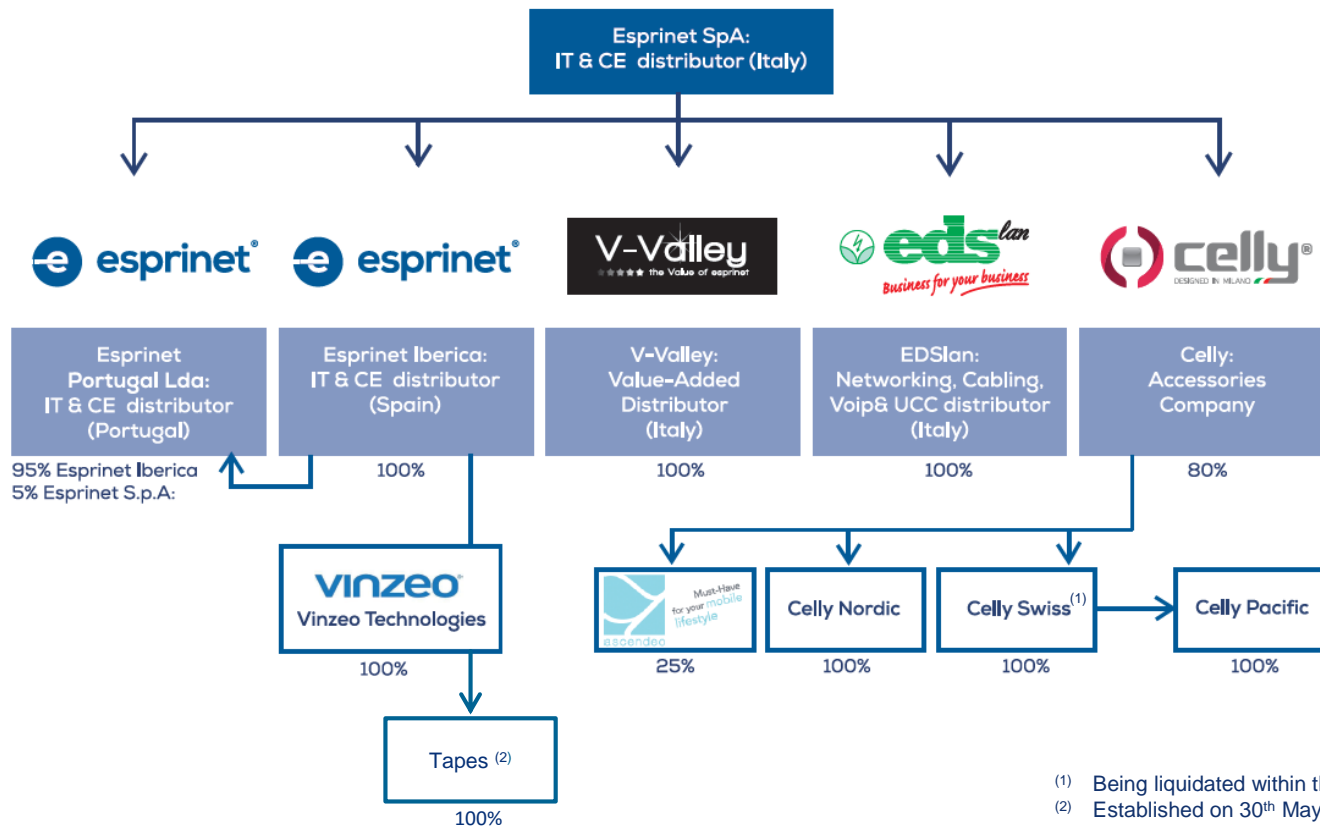 Esprinet SpA:
IT & CE distributor (Italy)
esprinet®
esprinet®
V-Valley
the Value of esprinet
eds lan
Business for your business
celly®
DESIGNED IN MILANO
Esprinet
Portugal Lda:
IT & CE distributor
(Portugal)
95% Esprinet Iberica
5% Esprinet S.p.A:
Esprinet Iberica:
IT & CE distributor
(Spain)
100%
V-Valley:
Value-Added
Distributor
(Italy)
100%
EDSlan:
Networking, Cabling,
Voip& UCC distributor
(Italy)
100%
Celly:
Accessories
Company
80%
vinzeo
Vinzeo Technologies
100%
ascendeo
Must-Have
for your mobile
lifestyle
25%
Celly Nordic
100%
Celly Swiss(1)
100%
Celly Pacific
100%
Tapes (2)
100%
(1) Being liquidated within
(2) Established on 30th May